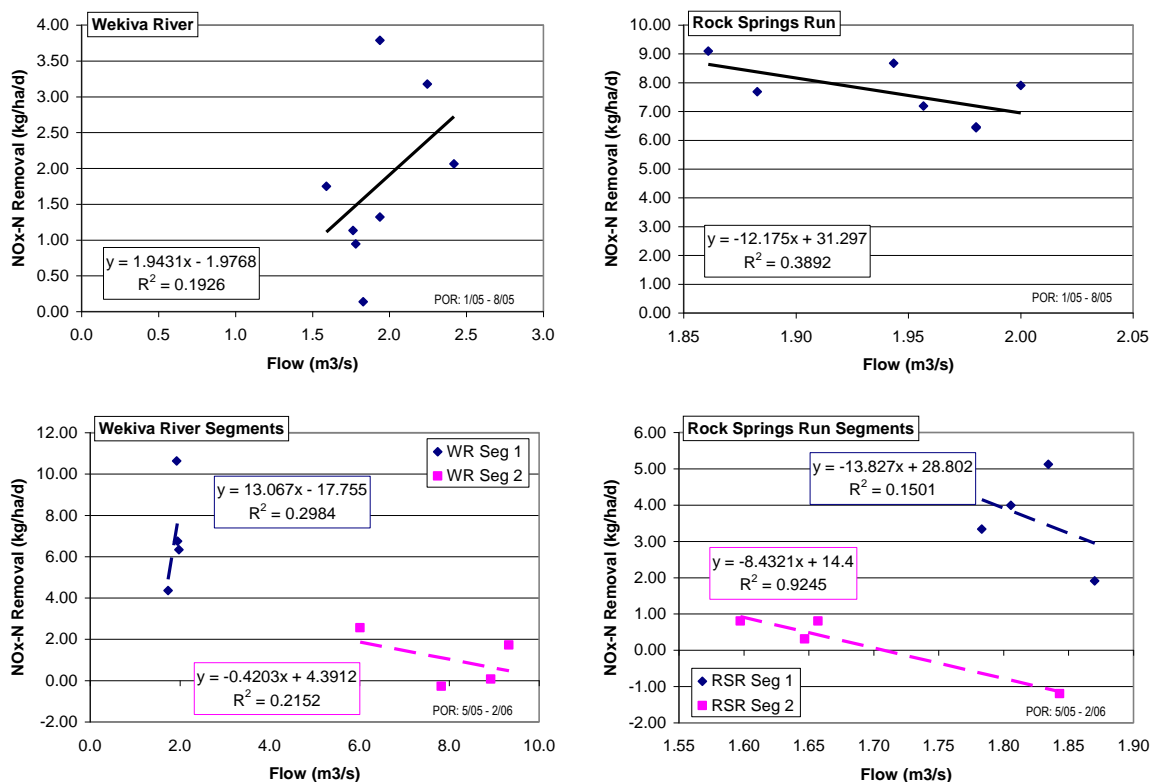 Wekiva River
4.00
3.50
3.00
2.50
2.00
1.50
1.00
0.50
0.00
NOx-N Removal (kg/ha/d)
y = 1.9431x - 1.9768
R2 = 0.1926
POR: 1/05 - 8/05
0.0 0.5 1.0 1.5 2.0 2.5 3.0
Flow (m3/s)
Rock Springs Run
10.00
9.00
8.00
7.00
6.00
5.00
4.00
3.00
2.00
1.00
0.00
NOx-N Removal (kg/ha/d)
y = -12.175x + 31.297
R2 = 0.3892
POR: 1/05 - 8/05
1.85 1.90 1.95 2.00 2.05
Flow (m3/s)
Wekiva River Segments
12.00
10.00
8.00
6.00
4.00
2.00
0.00
-2.00
NOx-N Removal (kg/ha/d)
WR Seg 1
WR Seg 2
y = 13.067x - 17.755
R2 = 0.2984
y = -0.4203x + 4.3912
R2 = 0.2152
POR: 5/05 - 2/06
0.0 2.0 4.0 6.0 8.0 10.0
Flow (m3/s)
Rock Springs Run Segments
6.00
5.00
4.00
3.00
2.00
1.00
0.00
-1.00
-2.00
NOx-N Removal (kg/ha/d)
y = -13.827x + 28.802
R2 = 0.1501
y = -8.4321x + 14.4
R2 = 0.9245
RSR Seg 1
RSR Seg 2
POR: 5/05 - 2/06
1.55 1.60 1.65 1.70 1.75 1.80 1.85 1.90
Flow (m3/s)